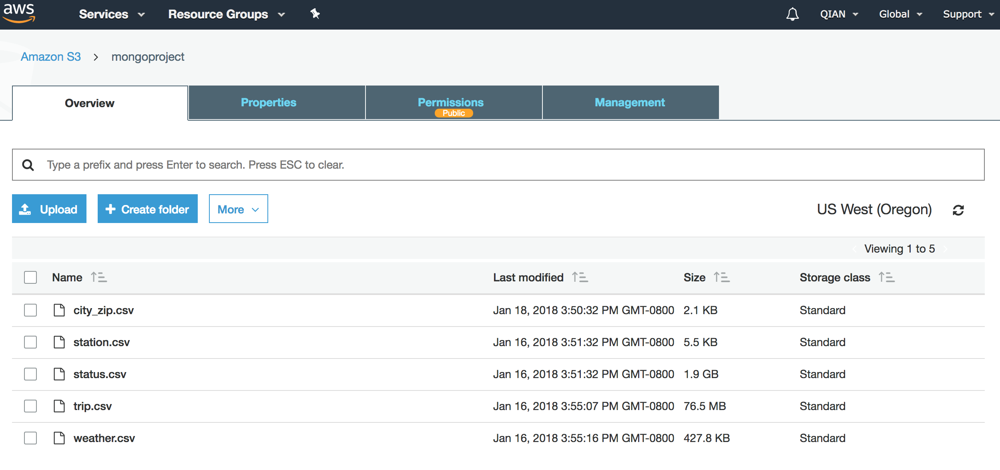 aws Services Resource Groups QIAN Global Support
Amazon S3 > mongoproject
Overview Properties Permissions Management
Public
Type a prefix and press Enter to search. Press ESC to clear.
Upload Create folder More US West (Oregon)
Viewing 1 to 5
Name Last modified Size Storage class
city_zip.csv Jan 18, 2018 3:50:32 PM GMT-0800 2.1 KB Standard
station.csv Jan 16, 2018 3:51:32 PM GMT-0800 5.5 KB Standard
status.csv Jan 16, 2018 3:51:32 PM GMT-0800 1.9 GB Standard
trip.csv Jan 16, 2018 3:55:07 PM GMT-0800 76.5 MB Standard
weather.csv Jan 16, 2018 3:55:16 PM GMT-0800 427.8 KB Standard